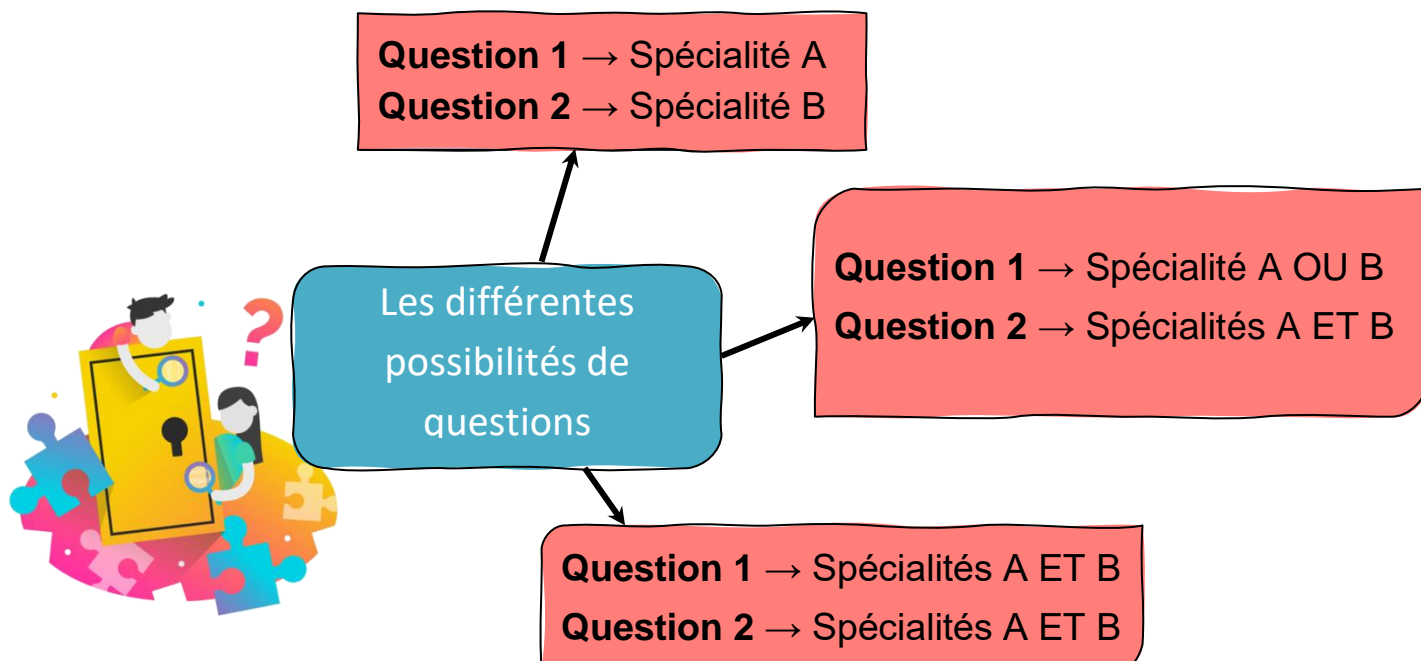 Question 1 → Spécialité A
Question 2 → Spécialité B
Les différentes
possibilités de
questions
Question 1 → Spécialité A OU B
Question 2 → Spécialités A ET B
?
Question 1 → Spécialités A ET B
Question 2 → Spécialités A ET B